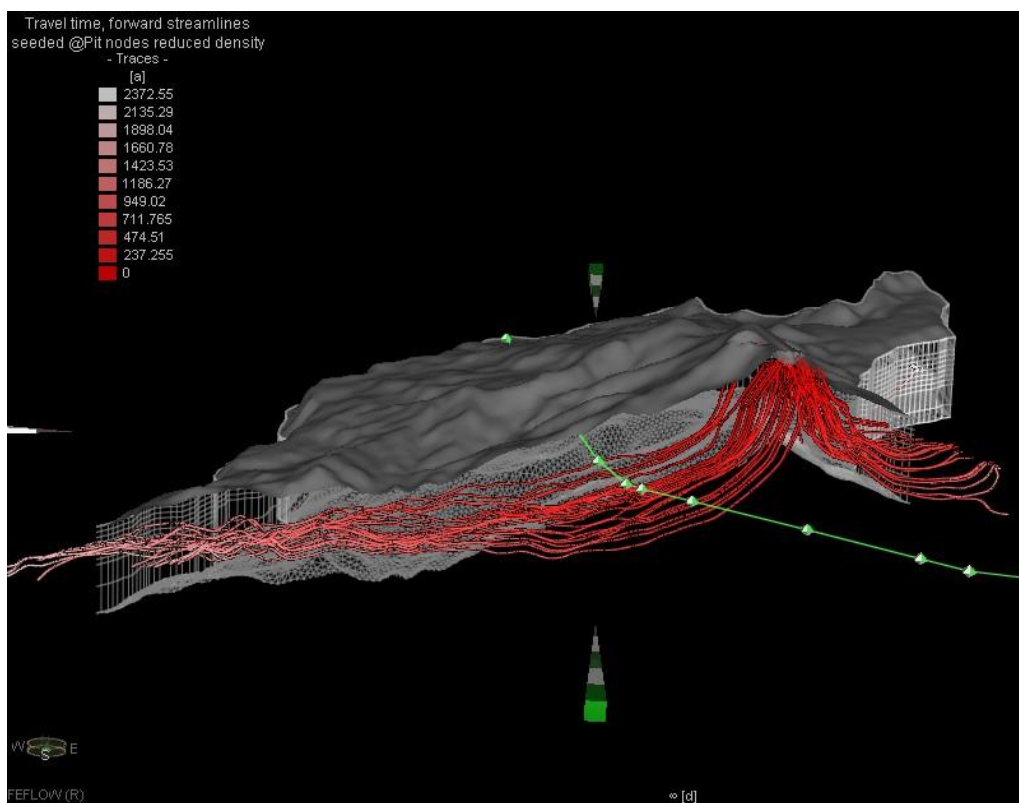 Travel time, forward streamlines
seeded @Pit nodes reduced density
- Traces -
[a]
2372.55
2135.29
1898.04
1660.78
1423.53
1186.27
949.02
711.765
474.51
237.255
0
W S E
FEFLOW (R)
∞ [d]